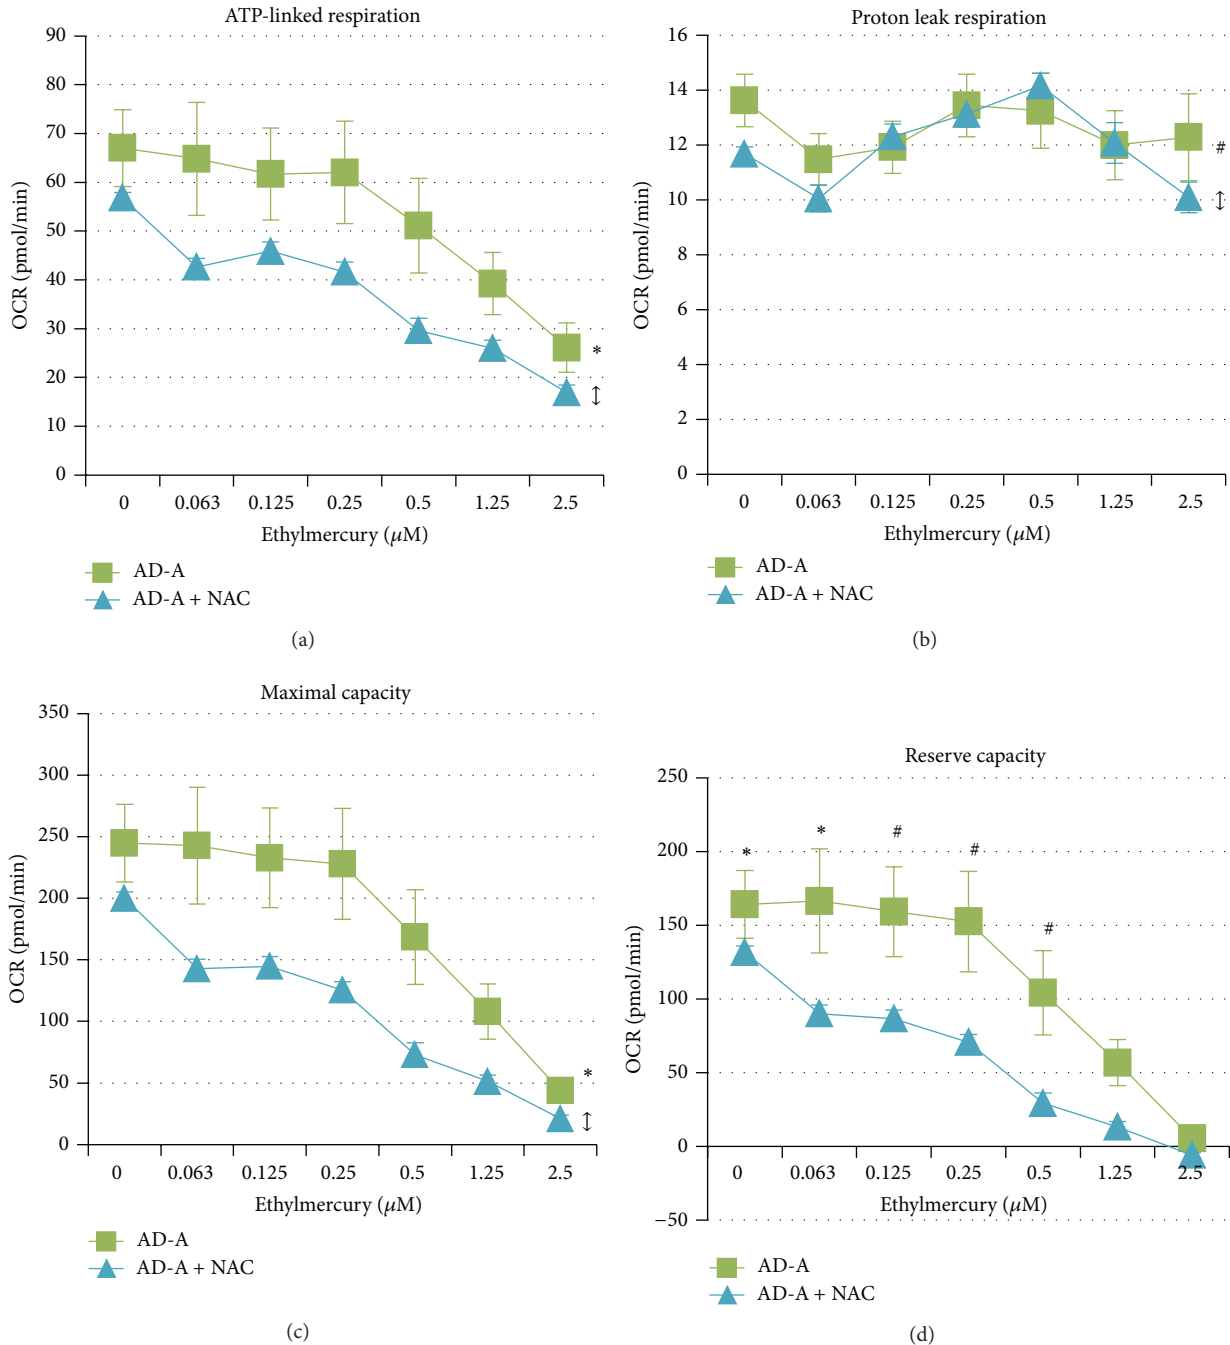 ATP-linked respiration
90
80
70
60
50
40
30
20
10
0
OCR (pmol/min)
*
↕
0 0.063 0.125 0.25 0.5 1.25 2.5
Ethylmercury (μM)
AD-A
AD-A + NAC
(a)
Proton leak respiration
16
14
12
10
8
6
4
2
0
OCR (pmol/min)
#
↕
0 0.063 0.125 0.25 0.5 1.25 2.5
Ethylmercury (μM)
AD-A
AD-A + NAC
(b)
Maximal capacity
350
300
250
200
150
100
50
0
OCR (pmol/min)
*
↕
0 0.063 0.125 0.25 0.5 1.25 2.5
Ethylmercury (μM)
AD-A
AD-A + NAC
(c)
Reserve capacity
250
200
150
100
50
0
−50
OCR (pmol/min)
* * # # #
0 0.063 0.125 0.25 0.5 1.25 2.5
Ethylmercury (μM)
AD-A
AD-A + NAC
(d)